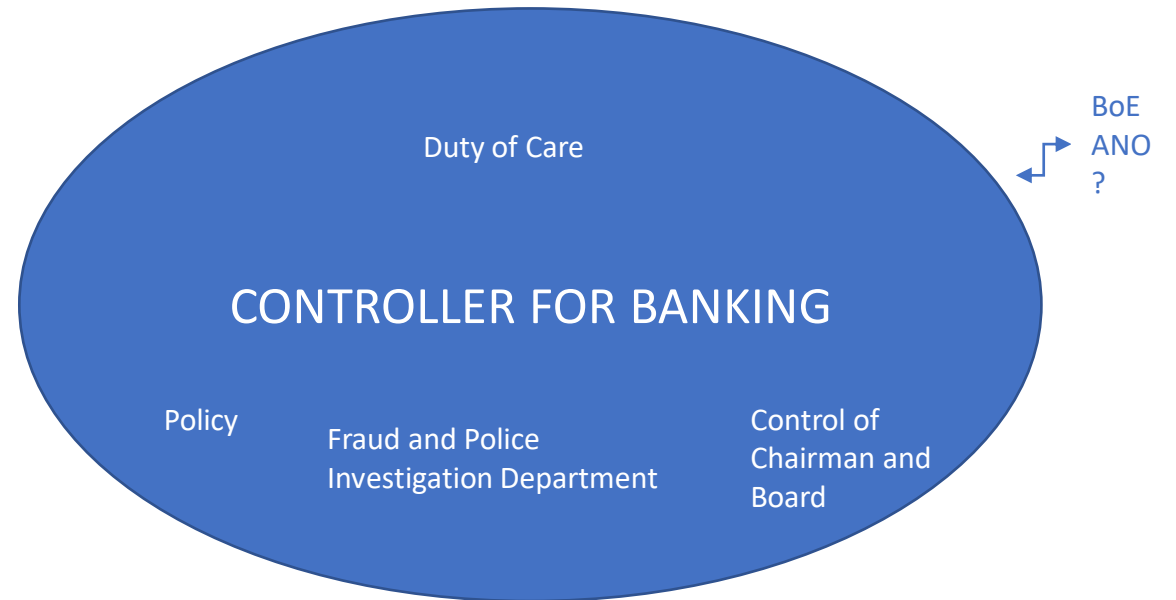 BoE
ANO
?
Duty of Care
CONTROLLER FOR BANKING
Policy
Fraud and Police
Investigation Department
Control of
Chairman and
Board